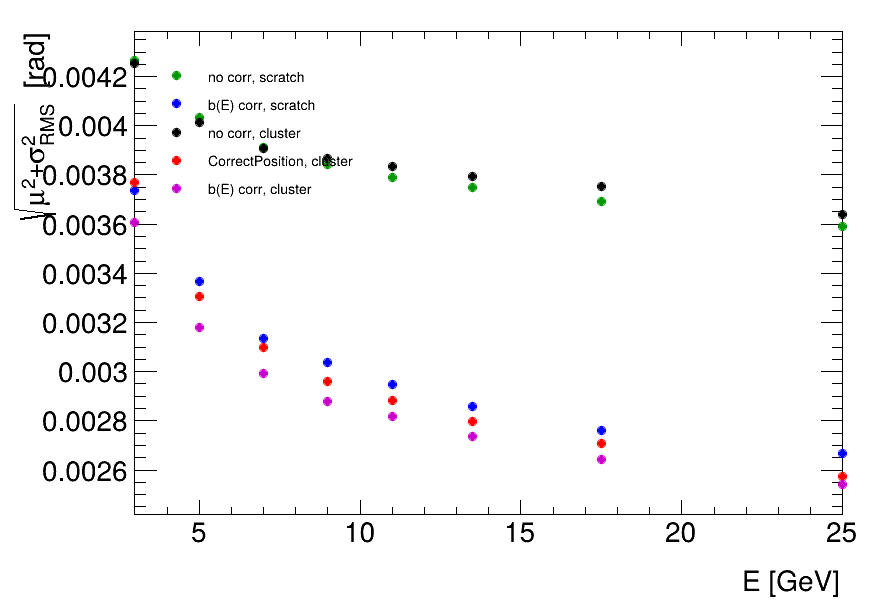 √μ²+σ²RMS [rad]
0.0042
0.004
0.0038
0.0036
0.0034
0.0032
0.003
0.0028
0.0026
no corr, scratch
b(E) corr, scratch
no corr, cluster
CorrectPosition, cluster
b(E) corr, cluster
5 10 15 20 25
E [GeV]